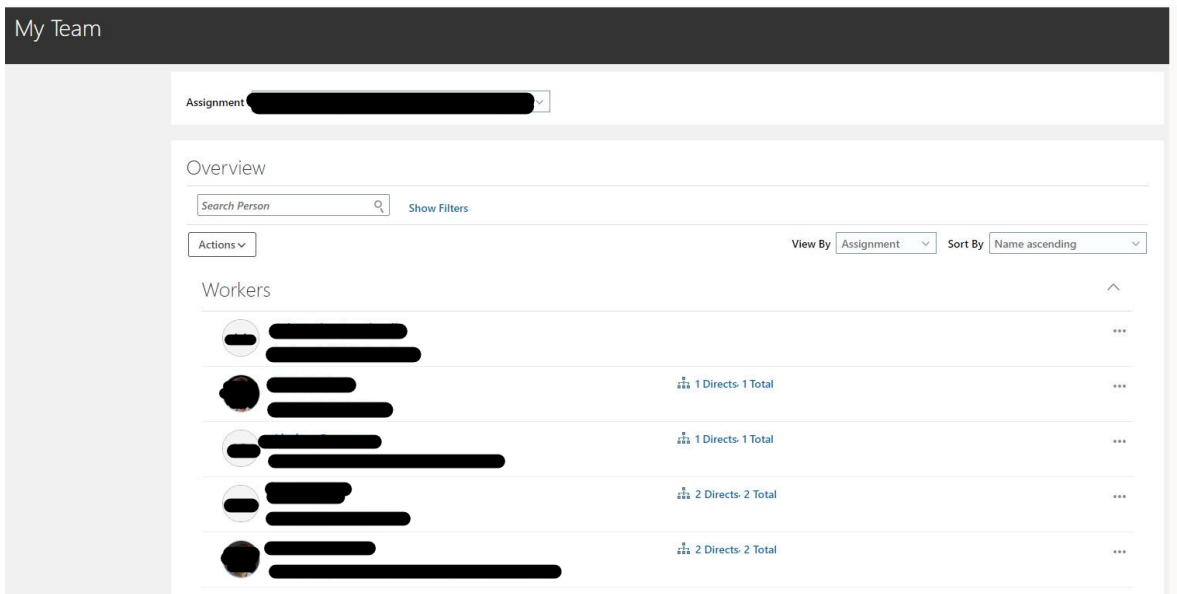 My Team
Assignment
Overview
Search Person
Show Filters
Actions
View By Assignment Sort By Name ascending
Workers
1 Directs, 1 Total
1 Directs, 1 Total
2 Directs, 2 Total
2 Directs, 2 Total